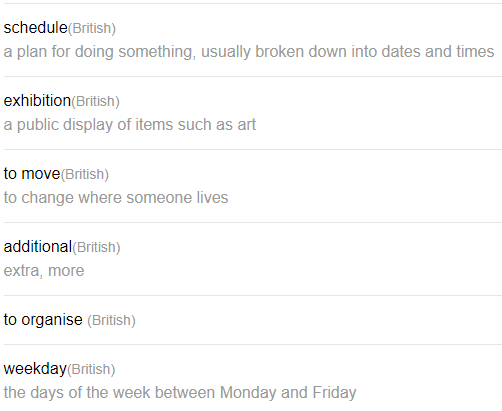 schedule(British)
a plan for doing something, usually broken down into dates and times
exhibition(British)
a public display of items such as art
to move(British)
to change where someone lives
additional(British)
extra, more
to organise (British)
weekday(British)
the days of the week between Monday and Friday